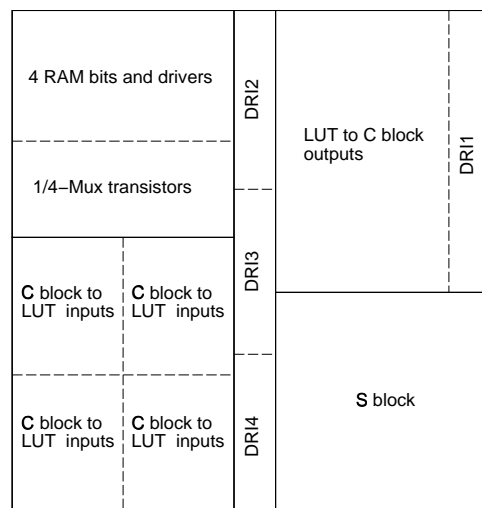 4 RAM bits and drivers
DRI2
LUT to C block
outputs
DRI1
1/4–Mux transistors
DRI3
C block to
LUT inputs
C block to
LUT inputs
C block to
LUT inputs
C block to
LUT inputs
DRI4
S block